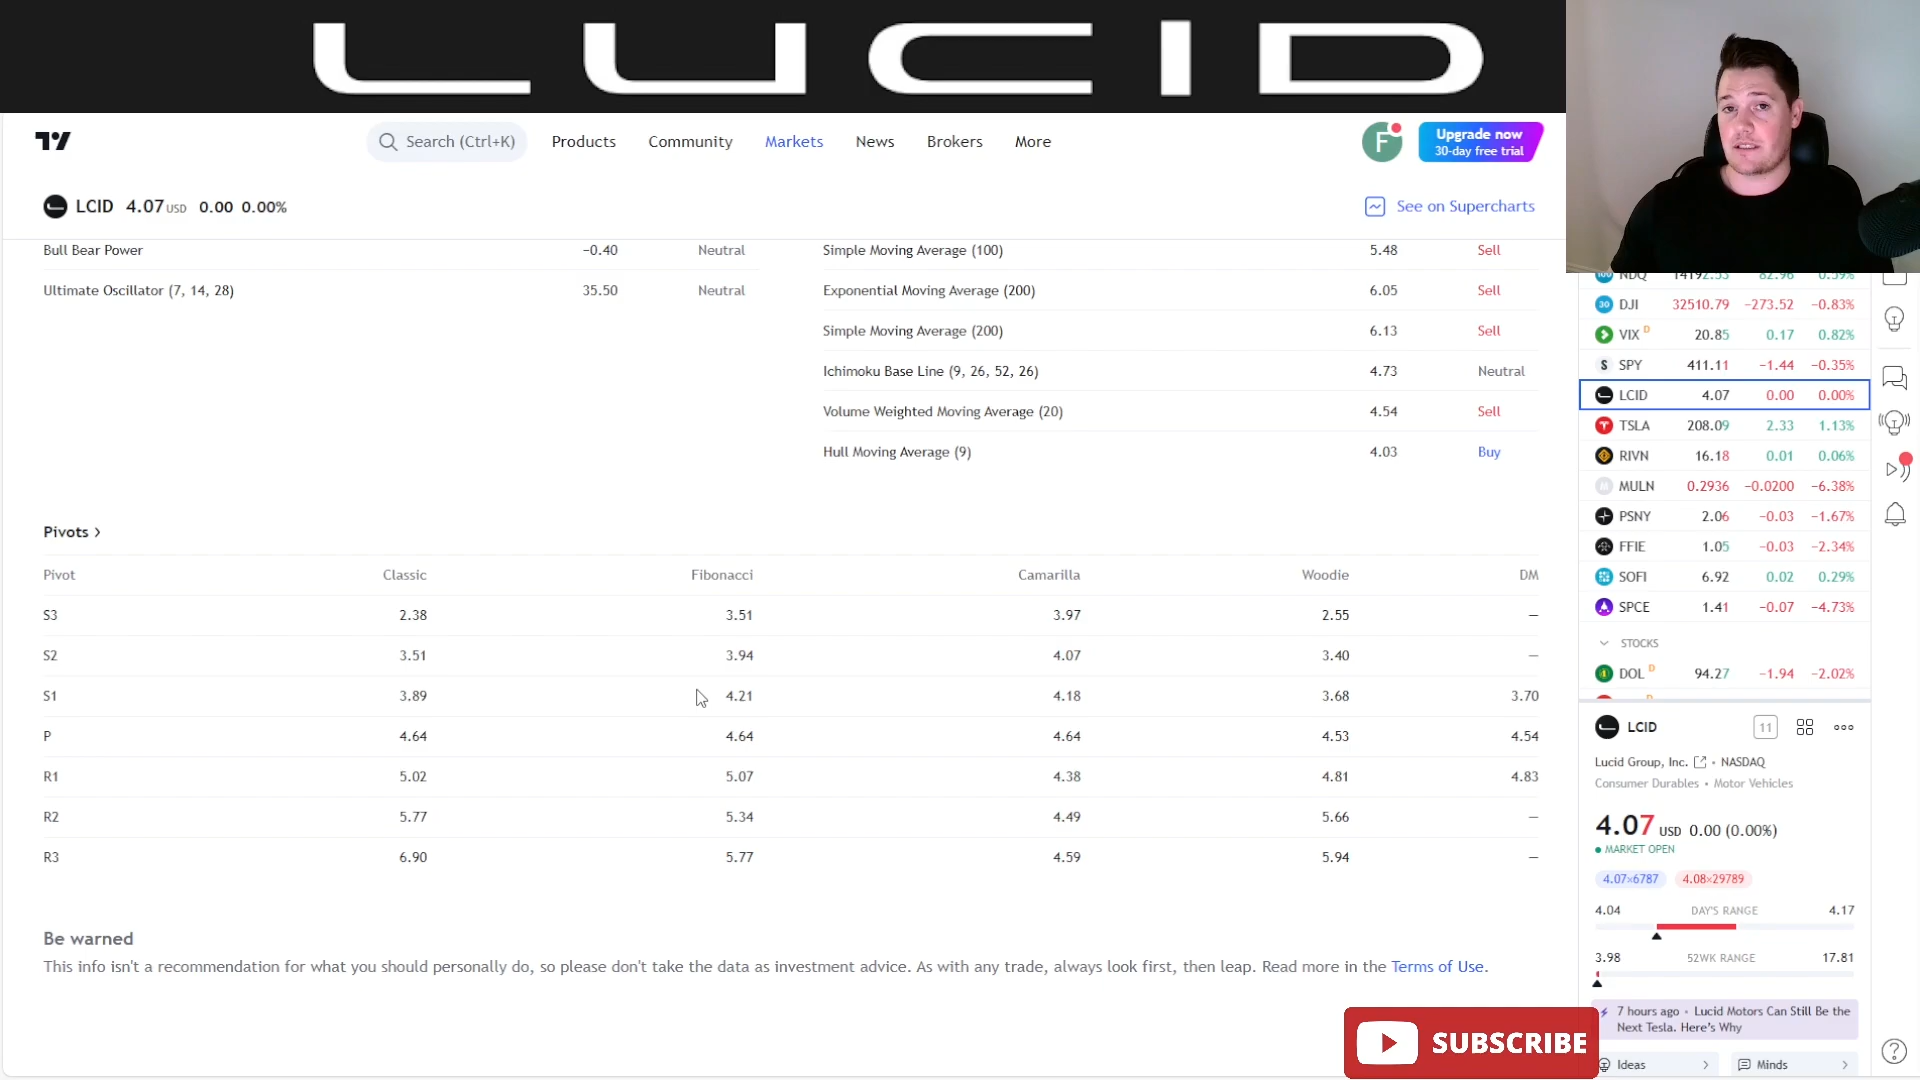 LUCID
Search (Ctrl+K)
Products
Community
Markets
News
Brokers
More
F
Upgrade now
30-day free trial
LCID 4.07 USD 0.00 0.00%
See on Supercharts
Bull Bear Power −0.40 Neutral
Ultimate Oscillator (7, 14, 28) 35.50 Neutral
Simple Moving Average (100) 5.48 Sell
Exponential Moving Average (200) 6.05 Sell
Simple Moving Average (200) 6.13 Sell
Ichimoku Base Line (9, 26, 52, 26) 4.73 Neutral
Volume Weighted Moving Average (20) 4.54 Sell
Hull Moving Average (9) 4.03 Buy
Pivots
Pivot Classic Fibonacci Camarilla Woodie DM
S3 2.38 3.51 3.97 2.55 —
S2 3.51 3.94 4.07 3.40 —
S1 3.89 4.21 4.18 3.68 3.70
P 4.64 4.64 4.64 4.53 4.54
R1 5.02 5.07 4.38 4.81 4.83
R2 5.77 5.34 4.49 5.66 —
R3 6.90 5.77 4.59 5.94 —
Be warned
This info isn't a recommendation for what you should personally do, so please don't take the data as investment advice. As with any trade, always look first, then leap. Read more in the Terms of Use.
SUBSCRIBE
NDQ 14192.53 82.96 0.59%
DJI 32510.79 −273.52 −0.83%
VIX D 20.85 0.17 0.82%
SPY 411.11 −1.44 −0.35%
LCID 4.07 0.00 0.00%
TSLA 208.09 2.33 1.13%
RIVN 16.18 0.01 0.06%
MULN 0.2936 −0.0200 −6.38%
PSNY 2.06 −0.03 −1.67%
FFIE 1.05 −0.03 −2.34%
SOFI 6.92 0.02 0.29%
SPCE 1.41 −0.07 −4.73%
STOCKS
DOL D 94.27 −1.94 −2.02%
LCID
11
Lucid Group, Inc. • NASDAQ
Consumer Durables • Motor Vehicles
4.07 USD 0.00 (0.00%)
MARKET OPEN
4.07×6787 4.08×29789
4.04 DAY'S RANGE 4.17
3.98 52WK RANGE 17.81
7 hours ago • Lucid Motors Can Still Be the
Next Tesla. Here's Why
Ideas
Minds